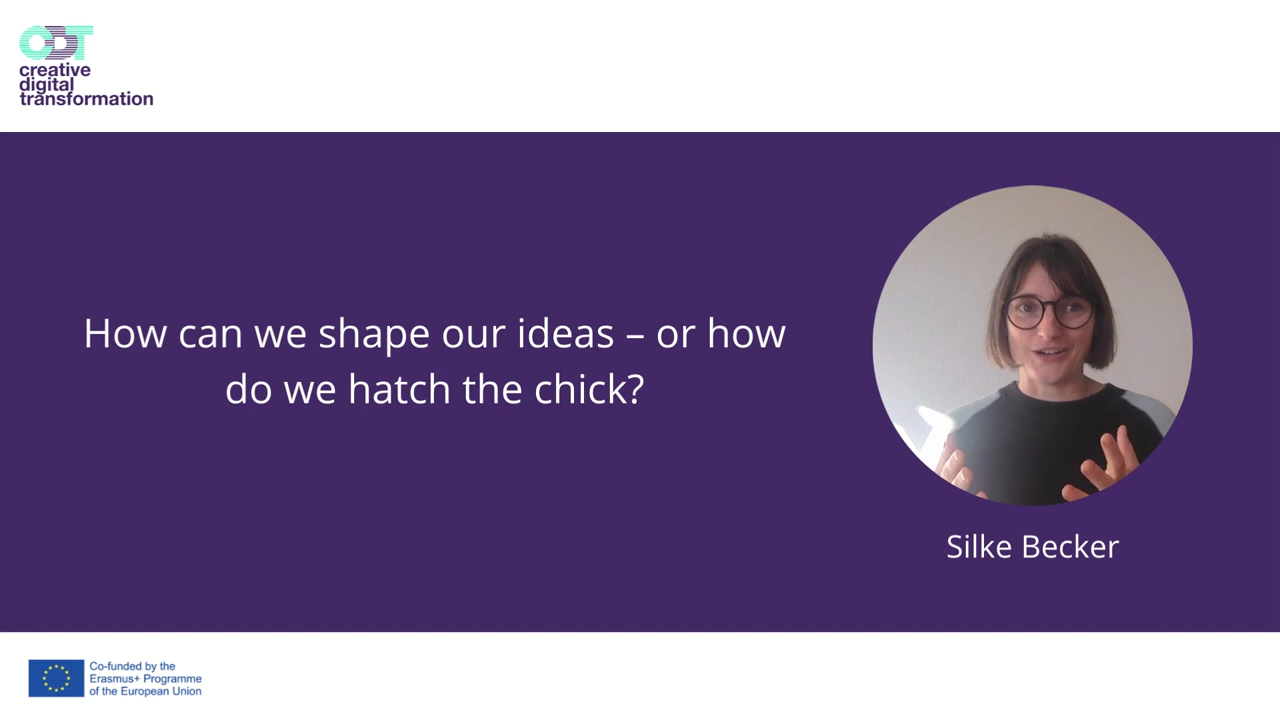 CDT
creative
digital
transformation
How can we shape our ideas – or how
do we hatch the chick?
Silke Becker
Co-funded by the
Erasmus+ Programme
of the European Union